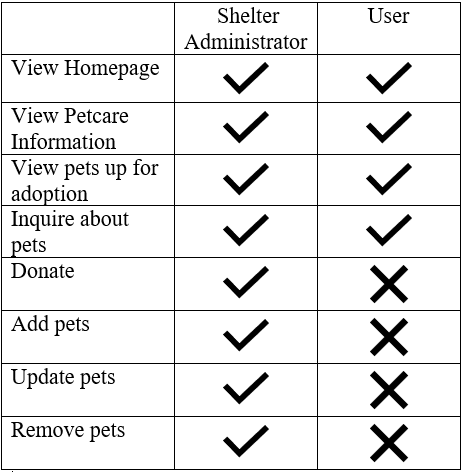 Shelter
Administrator
User
View Homepage
View Petcare
Information
View pets up for
adoption
Inquire about
pets
Donate
Add pets
Update pets
Remove pets